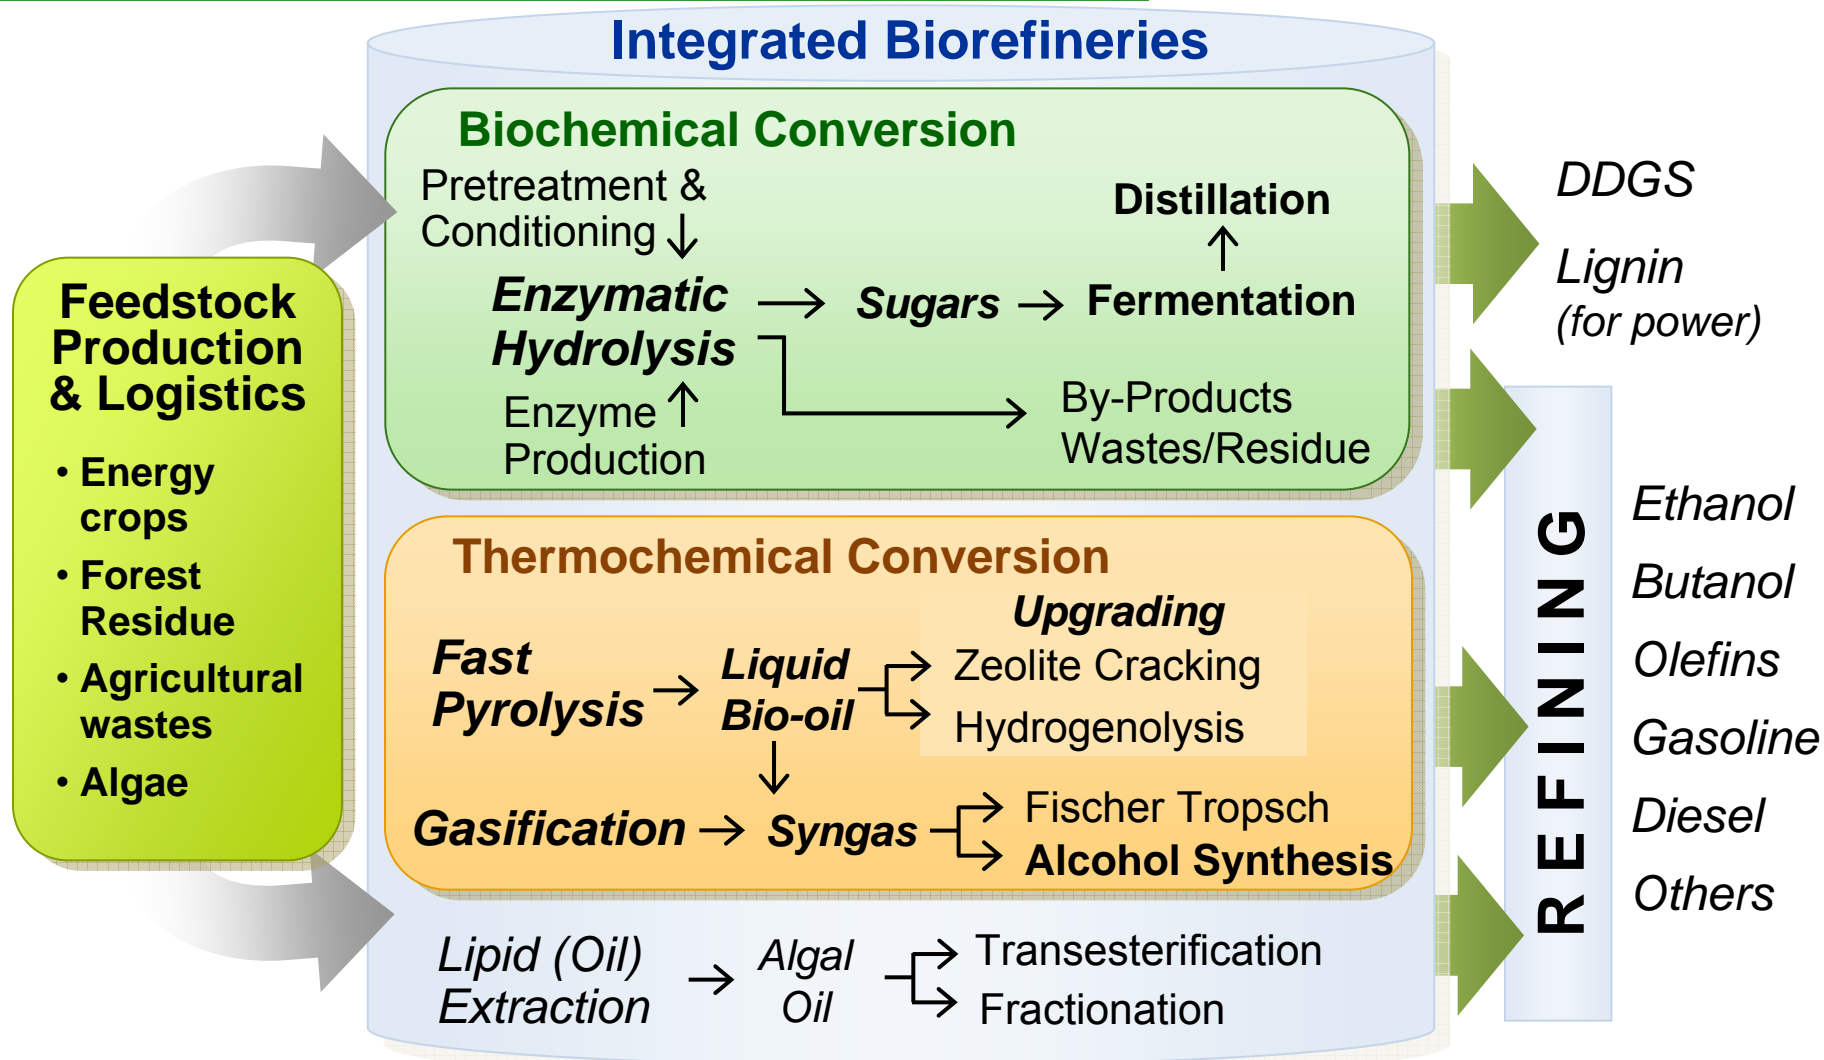 Integrated Biorefineries
Feedstock
Production
& Logistics
• Energy
crops
• Forest
Residue
• Agricultural
wastes
• Algae
Biochemical Conversion
Pretreatment &
Conditioning
Enzymatic
Hydrolysis
Enzyme
Production
Sugars
Fermentation
Distillation
By-Products
Wastes/Residue
Thermochemical Conversion
Fast
Pyrolysis
Liquid
Bio-oil
Upgrading
Zeolite Cracking
Hydrogenolysis
Gasification
Syngas
Fischer Tropsch
Alcohol Synthesis
Lipid (Oil)
Extraction
Algal
Oil
Transesterification
Fractionation
DDGS
Lignin
(for power)
REFINING
Ethanol
Butanol
Olefins
Gasoline
Diesel
Others